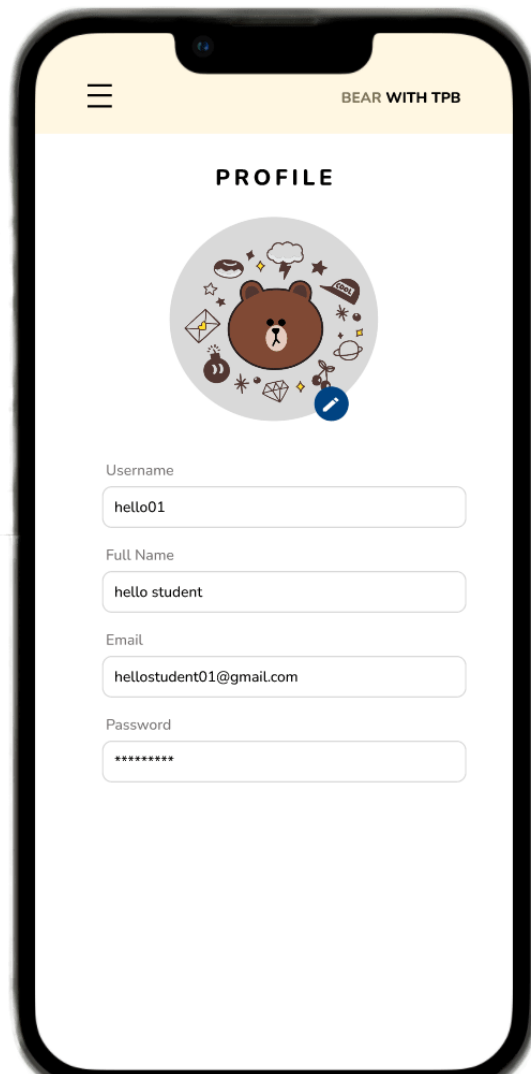 BEAR WITH TPB
PROFILE
COOL
Username
hello01
Full Name
hello student
Email
hellostudent01@gmail.com
Password
*********